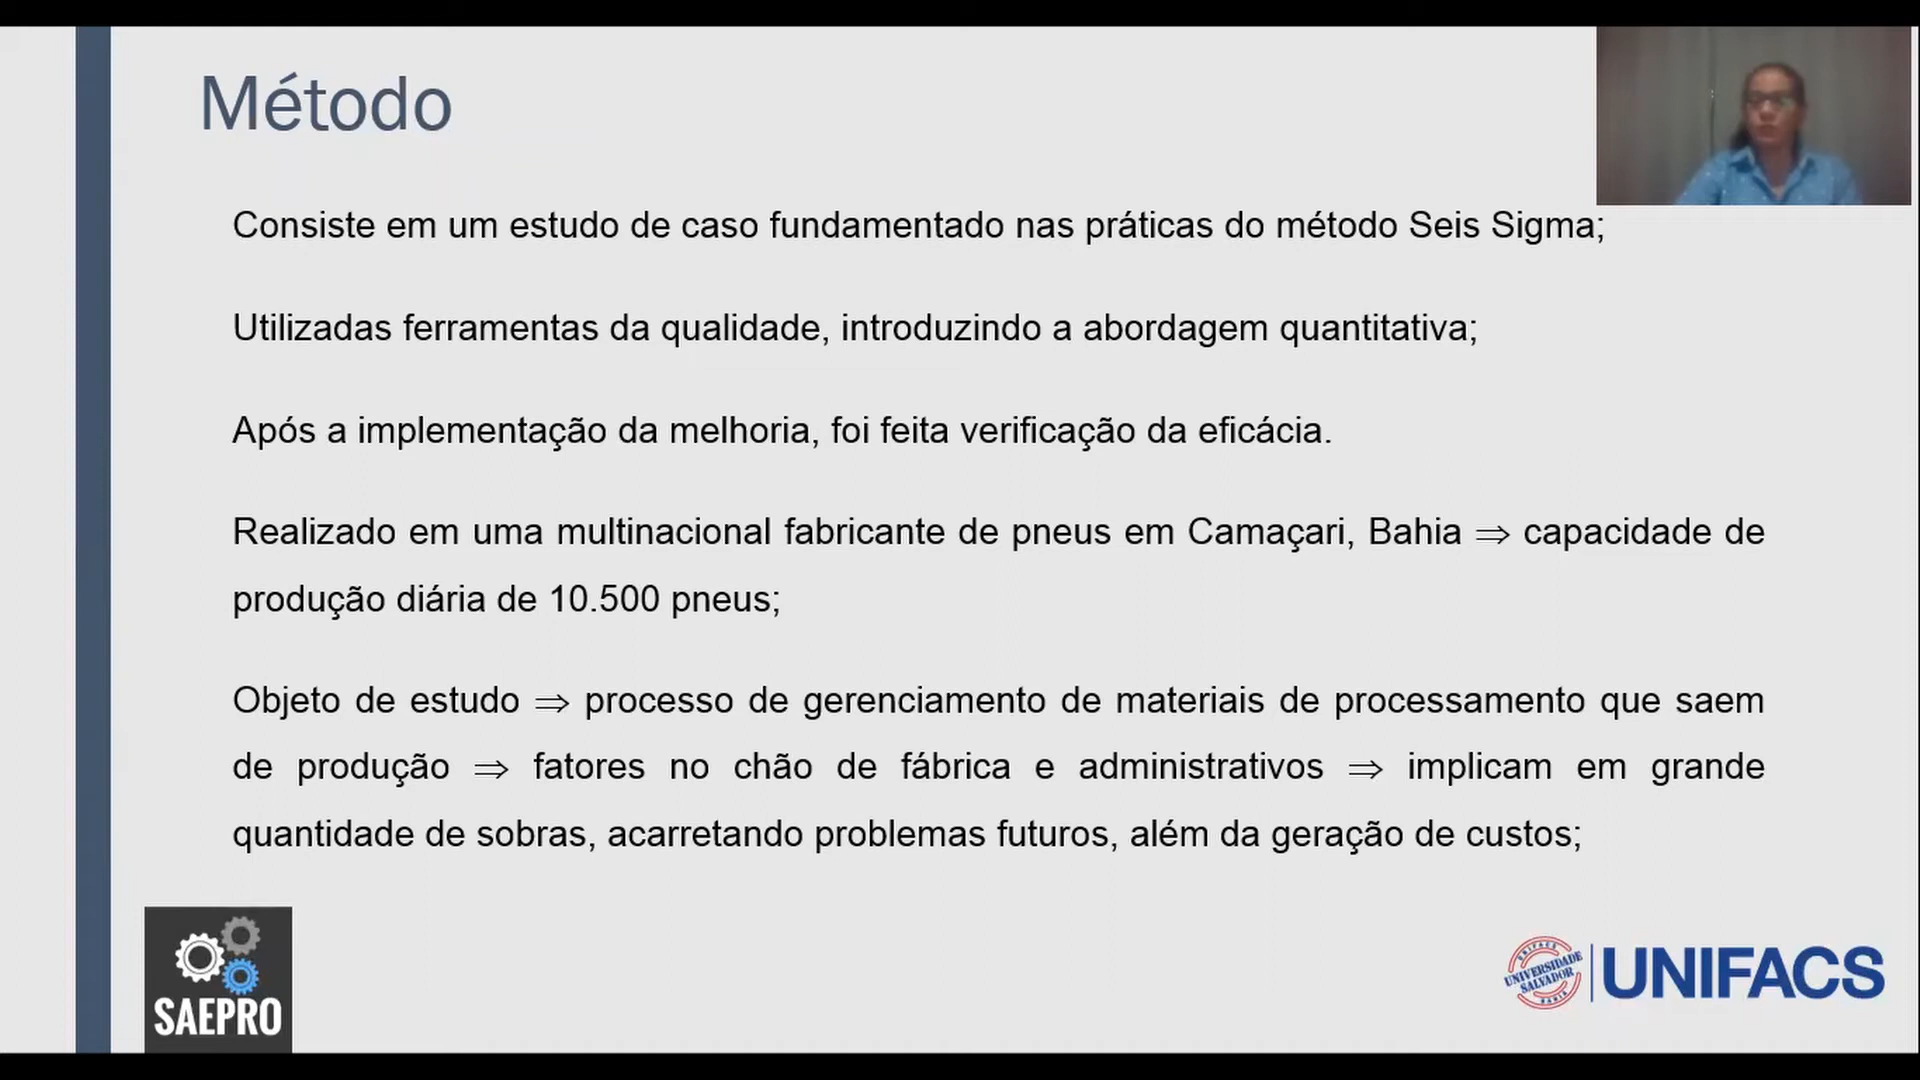 Método
Consiste em um estudo de caso fundamentado nas práticas do método Seis Sigma;
Utilizadas ferramentas da qualidade, introduzindo a abordagem quantitativa;
Após a implementação da melhoria, foi feita verificação da eficácia.
Realizado em uma multinacional fabricante de pneus em Camaçari, Bahia ⇒ capacidade de
produção diária de 10.500 pneus;
Objeto de estudo ⇒ processo de gerenciamento de materiais de processamento que saem
de produção ⇒ fatores no chão de fábrica e administrativos ⇒ implicam em grande
quantidade de sobras, acarretando problemas futuros, além da geração de custos;
SAEPRO
UNIFACS
UNIVERSIDADE
SALVADOR
BAHIA
UNIFACS